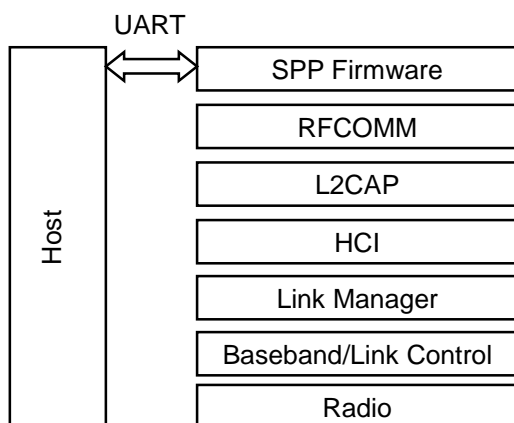 UART
SPP Firmware
RFCOMM
L2CAP
HCI
Link Manager
Baseband/Link Control
Radio
Host